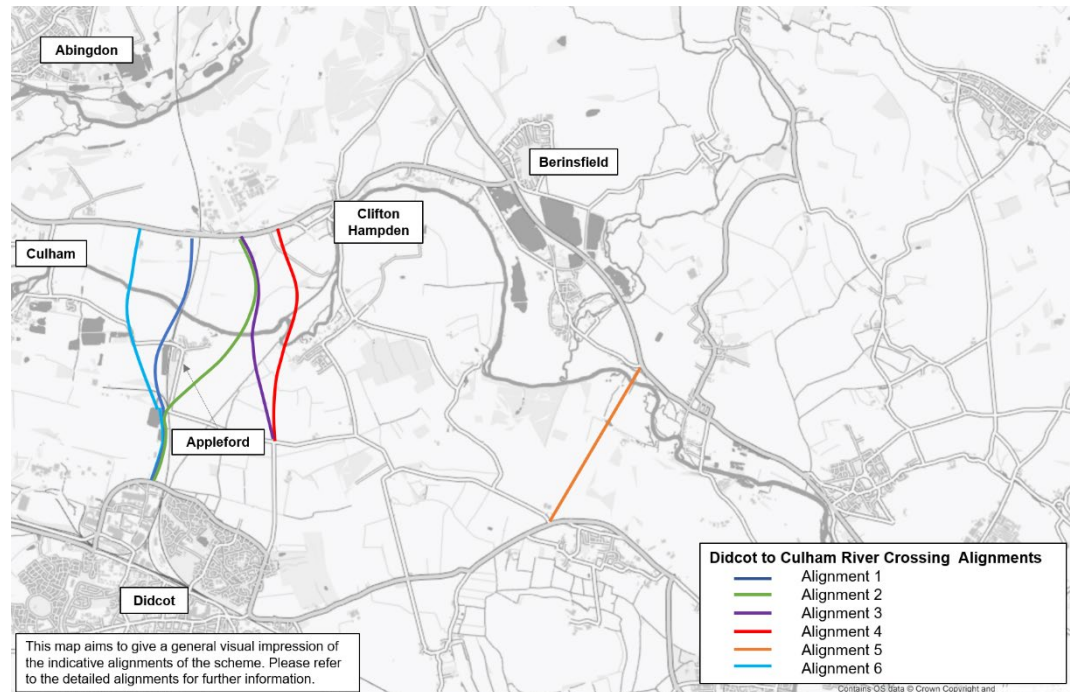 Abingdon
Berinsfield
Clifton
Hampden
Culham
Appleford
Didcot
This map aims to give a general visual impression of
the indicative alignments of the scheme. Please refer
to the detailed alignments for further information.
Didcot to Culham River Crossing Alignments
Alignment 1
Alignment 2
Alignment 3
Alignment 4
Alignment 5
Alignment 6
Contains OS data © Crown Copyright and